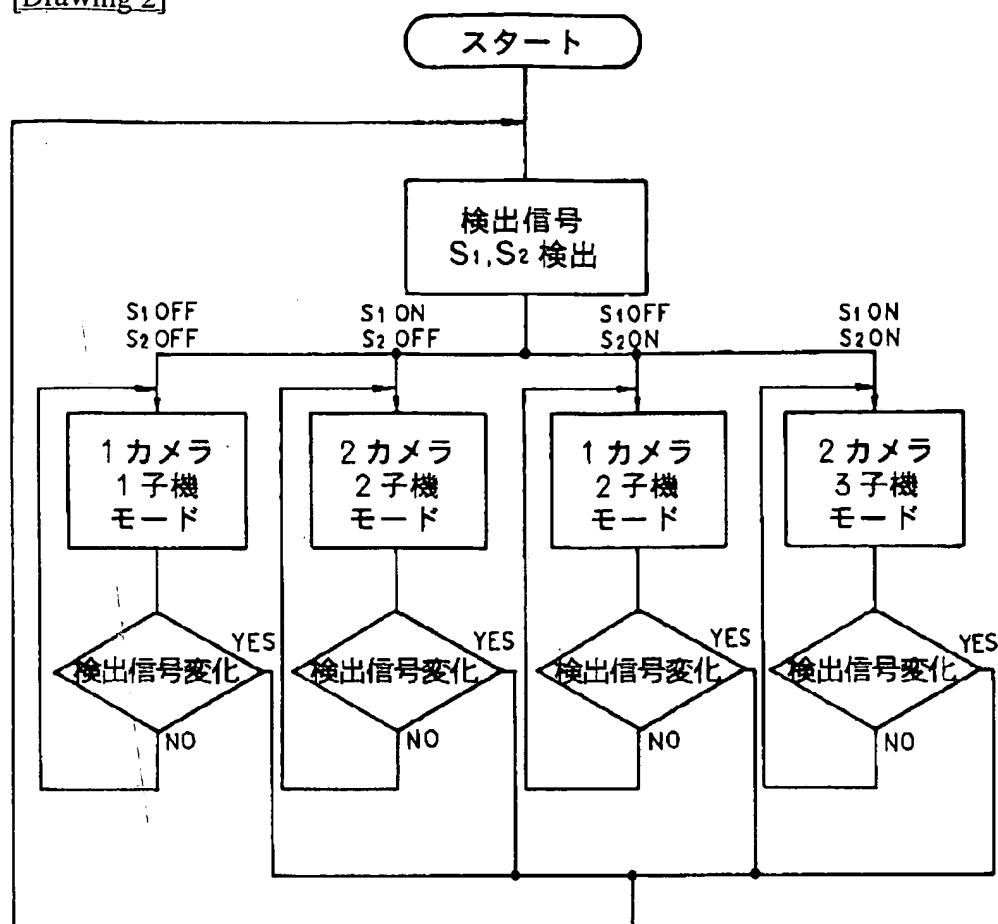 [Drawing 2]
スタート
検出信号
S1,S2 検出
S1 OFF
S2 OFF
S1 ON
S2 OFF
S1OFF
S2ON
S1 ON
S2ON
1カメラ
1子機
モード
2カメラ
2子機
モード
1カメラ
2子機
モード
2カメラ
3子機
モード
検出信号変化
YES
NO
検出信号変化
YES
NO
検出信号変化
YES
NO
検出信号変化
YES
NO